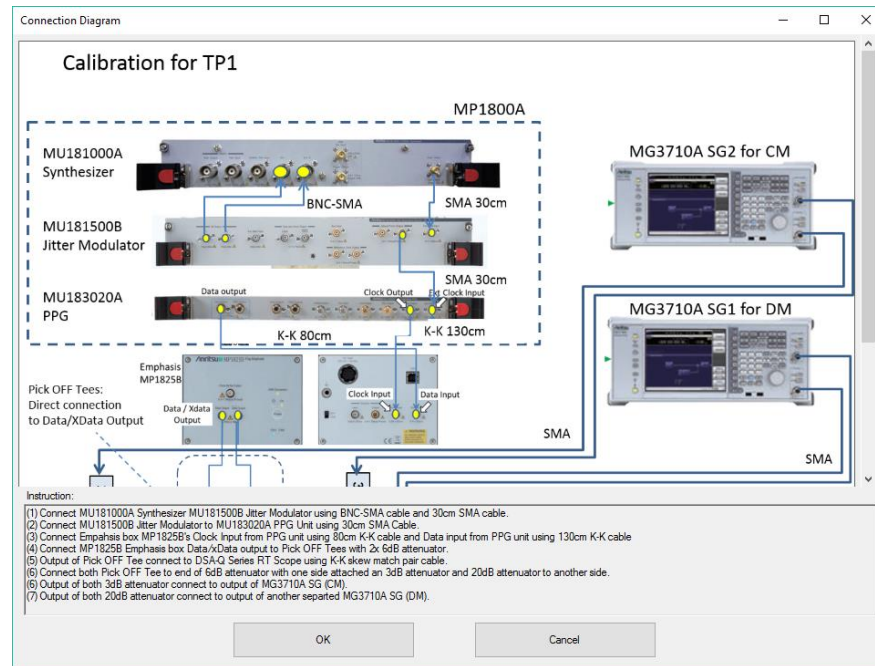 Connection Diagram
Calibration for TP1
MP1800A
MU181000A
Synthesizer
BNC-SMA
SMA 30cm
MU181500B
Jitter Modulator
SMA 30cm
MU183020A
PPG
Data output
Clock Output
Ext Clock Input
K-K 80cm
K-K 130cm
MG3710A SG2 for CM
MG3710A SG1 for DM
Emphasis
MP1825B
Anritsu MP1825B
Pick OFF Tees:
Direct connection
to Data/XData Output
Data / Xdata
Output
Clock Input
Data Input
SMA
SMA
Instruction:
(1) Connect MU181000A Synthesizer MU181500B Jitter Modulator using BNC-SMA cable and 30cm SMA cable.
(2) Connect MU181500B Jitter Modulator to MU183020A PPG Unit using 30cm SMA Cable.
(3) Connect Empahsis box MP1825B's Clock Input from PPG unit using 80cm K-K cable and Data input from PPG unit using 130cm K-K cable
(4) Connect MP1825B Emphasis box Data/xData output to Pick OFF Tees with 2x 6dB attenuator.
(5) Output of Pick OFF Tee connect to DSA-Q Series RT Scope using K-K skew match pair cable.
(6) Connect both Pick OFF Tee to end of 6dB attenuator with one side attached an 3dB attenuator and 20dB attenuator to another side.
(6) Output of both 3dB attenuator connect to output of MG3710A SG (CM).
(7) Output of both 20dB attenuator connect to output of another separted MG3710A SG (DM).
OK
Cancel